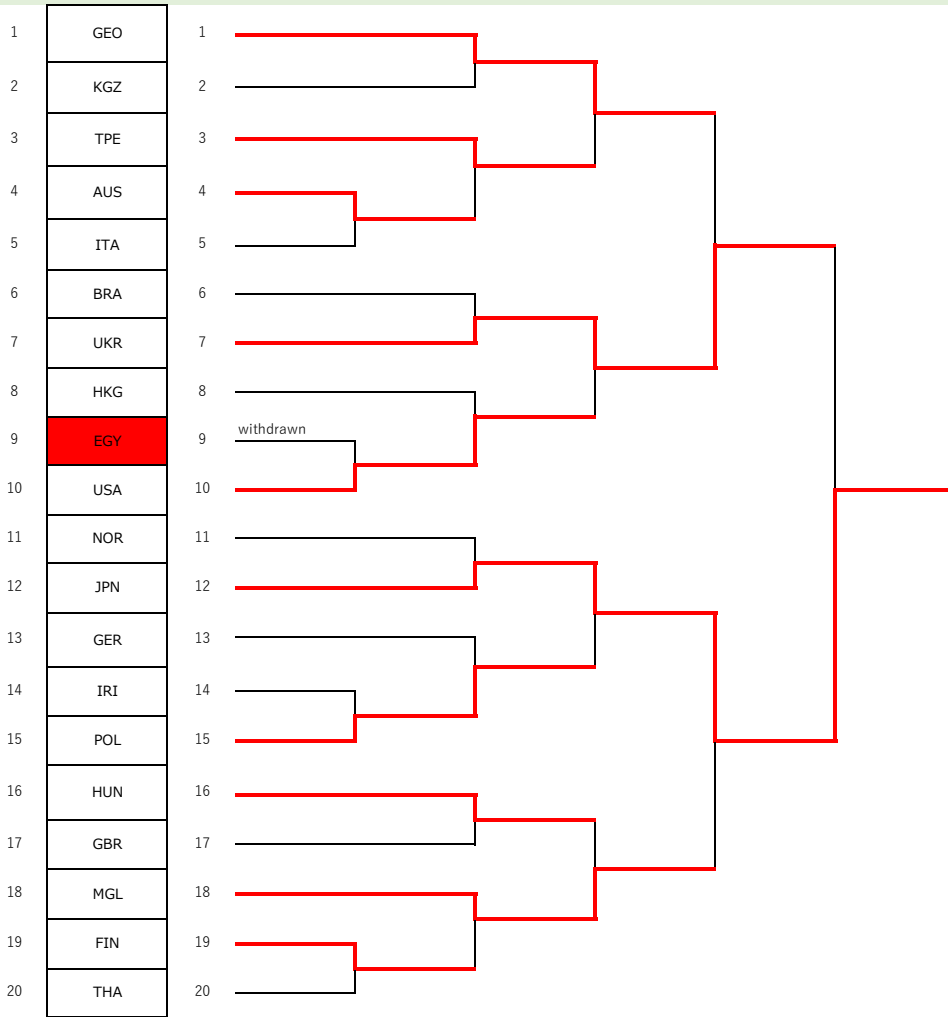 1 GEO 1
2 KGZ 2
3 TPE 3
4 AUS 4
5 ITA 5
6 BRA 6
7 UKR 7
8 HKG 8
9 EGY 9 withdrawn
10 USA 10
11 NOR 11
12 JPN 12
13 GER 13
14 IRI 14
15 POL 15
16 HUN 16
17 GBR 17
18 MGL 18
19 FIN 19
20 THA 20